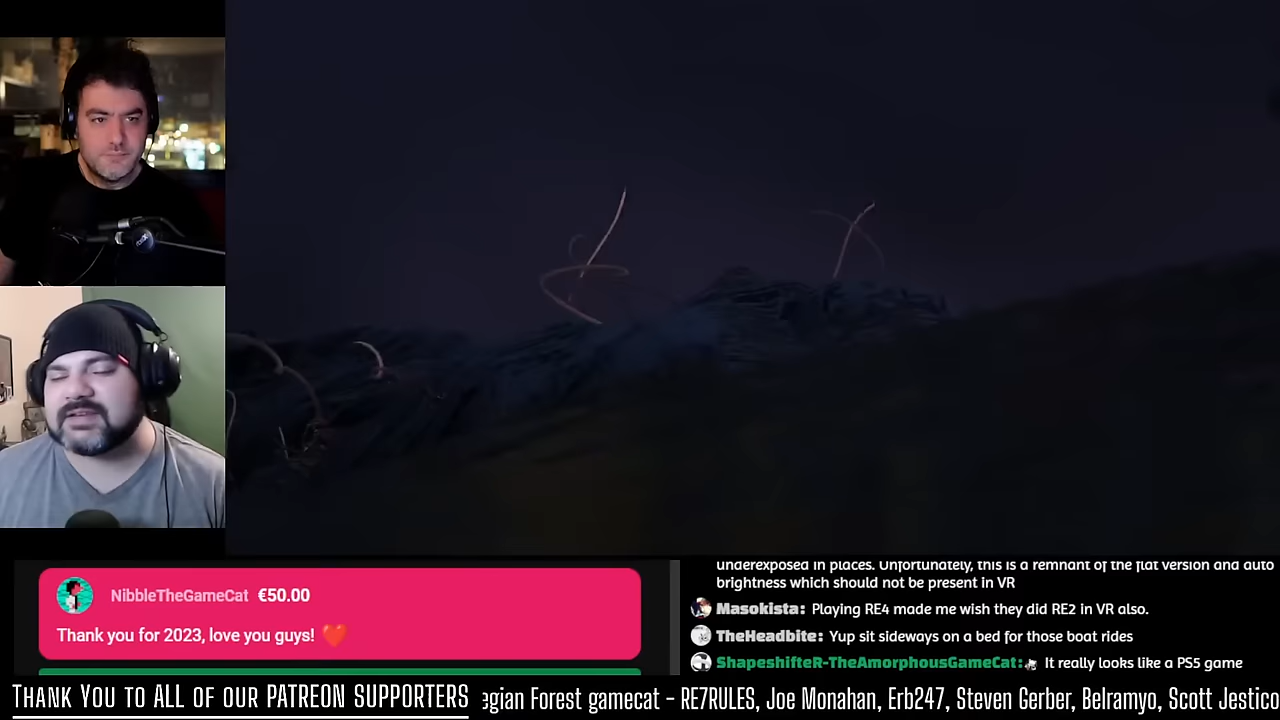 NibbleTheGameCat €50.00
Thank you for 2023, love you guys! ❤️
underexposed in places. Unfortunately, this is a remnant of the flat version and auto
brightness which should not be present in VR
Masokista: Playing RE4 made me wish they did RE2 in VR also.
TheHeadbite: Yup sit sideways on a bed for those boat rides
ShapeshifteR-TheAmorphousGameCat: It really looks like a PS5 game
THANK YOU TO ALL OF OUR PATREON SUPPORTERS
egian Forest gamecat - RE7RULES, Joe Monahan, Erb247, Steven Gerber, Belramyo, Scott Jestico